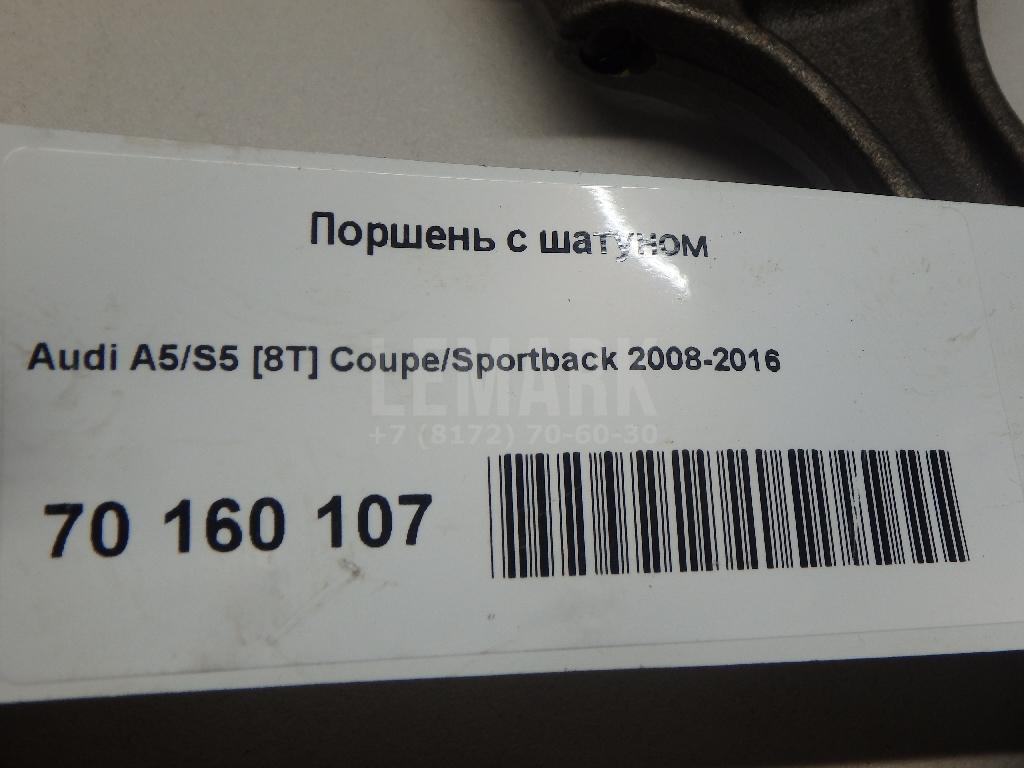 Поршень с шатуном
Audi A5/S5 [8T] Coupe/Sportback 2008-2016
LEMARK
+7 (8172) 70-60-30
70 160 107